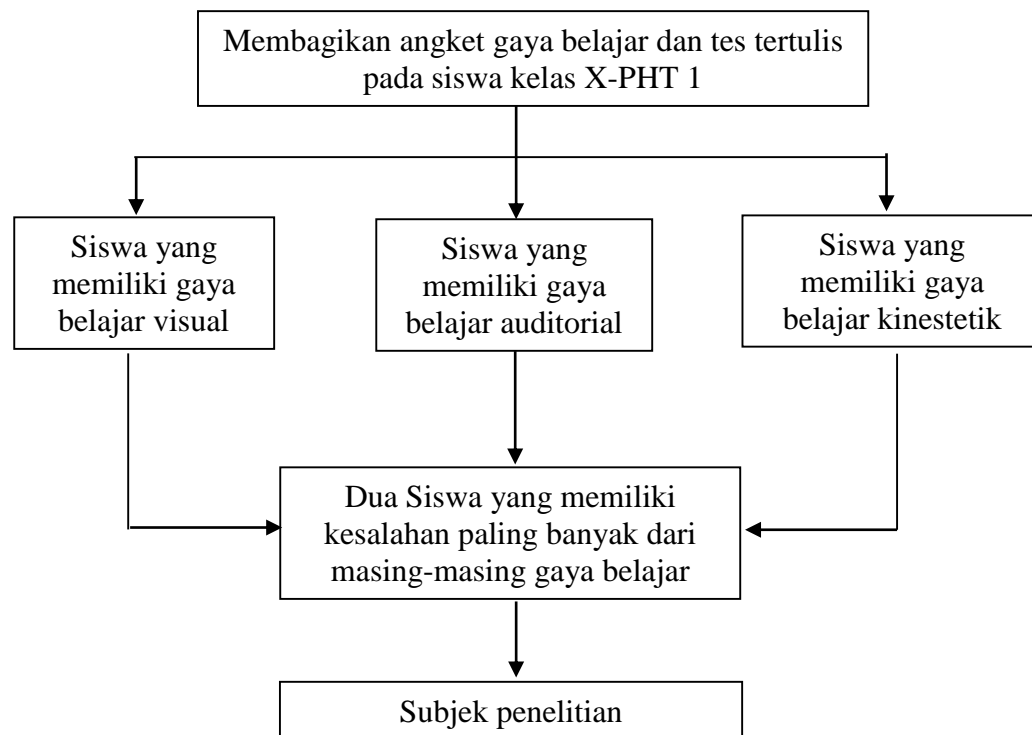 Membagikan angket gaya belajar dan tes tertulis
pada siswa kelas X-PHT 1
Siswa yang
memiliki gaya
belajar visual
Siswa yang
memiliki gaya
belajar auditorial
Siswa yang
memiliki gaya
belajar kinestetik
Dua Siswa yang memiliki
kesalahan paling banyak dari
masing-masing gaya belajar
Subjek penelitian